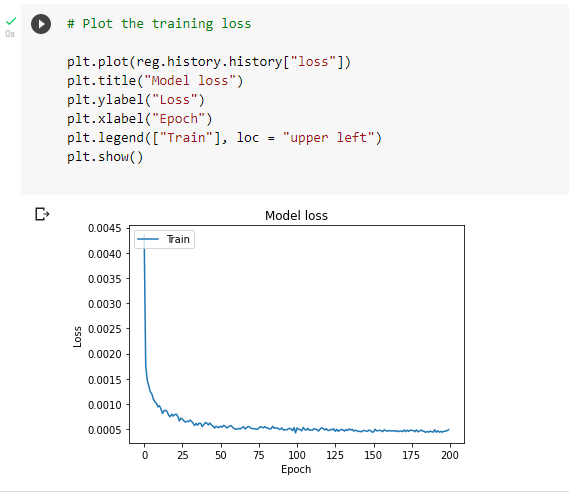 0s
# Plot the training loss
plt.plot(reg.history.history["loss"])
plt.title("Model loss")
plt.ylabel("Loss")
plt.xlabel("Epoch")
plt.legend(["Train"], loc = "upper left")
plt.show()
Model loss
Train
0.0045
0.0040
0.0035
0.0030
0.0025
0.0020
0.0015
0.0010
0.0005
Loss
0 25 50 75 100 125 150 175 200
Epoch